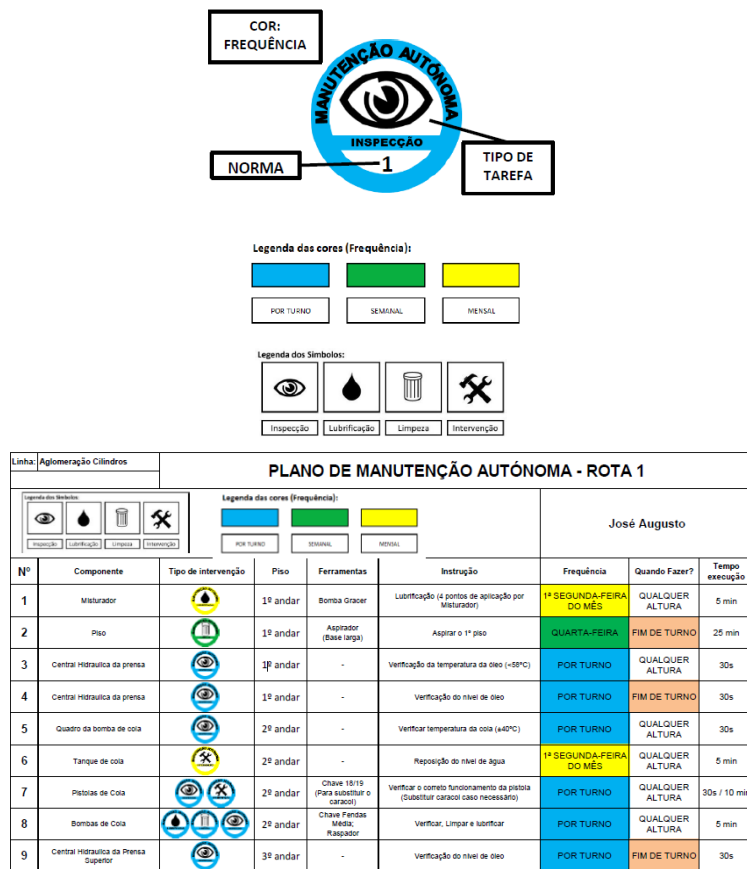 COR:
FREQUÊNCIA
MANUTENÇÃO AUTÓNOMA
INSPECÇÃO
1
NORMA
TIPO DE
TAREFA
Legenda das cores (Frequência):
POR TURNO SEMANAL MENSAL
Legenda dos Símbolos:
Inspecção Lubrificação Limpeza Intervenção
Linha: Aglomeração Cilindros
PLANO DE MANUTENÇÃO AUTÓNOMA - ROTA 1
Legenda dos Símbolos:
Inspecção Lubrificação Limpeza Intervenção
Legenda das cores (Frequência):
POR TURNO SEMANAL MENSAL
José Augusto
Nº Componente Tipo de intervenção Piso Ferramentas Instrução Frequência Quando Fazer? Tempo execução
1 Misturador 1º andar Bomba Gracer Lubrificação (4 pontos de aplicação por Misturador) 1ª SEGUNDA-FEIRA DO MÊS QUALQUER ALTURA 5 min
2 Piso 1º andar Aspirador (Base larga) Aspirar o 1º piso QUARTA-FEIRA FIM DE TURNO 25 min
3 Central Hidraulica da prensa 1º andar - Verificação da temperatura da óleo (<58ºC) POR TURNO QUALQUER ALTURA 30s
4 Central Hidraulica da prensa 1º andar - Verificação do nivel de óleo POR TURNO FIM DE TURNO 30s
5 Quadro da bomba de cola 2º andar - Verificar temperatura da cola (±40ºC) POR TURNO QUALQUER ALTURA 30s
6 Tanque de cola 2º andar - Reposição do nivel de água 1ª SEGUNDA-FEIRA DO MÊS QUALQUER ALTURA 5 min
7 Pistolas de Cola 2º andar Chave 18/19 (Para substituir o caracol) Verificar o correto funcionamento da pistola (Substituir caracol caso necessário) POR TURNO QUALQUER ALTURA 30s / 10 min
8 Bombas de Cola 2º andar Chave Fendas Média; Raspador Verificar, Limpar e lubrificar POR TURNO QUALQUER ALTURA 5 min
9 Central Hidraulica da Prensa Superior 3º andar - Verificação do nivel de óleo POR TURNO FIM DE TURNO 30s